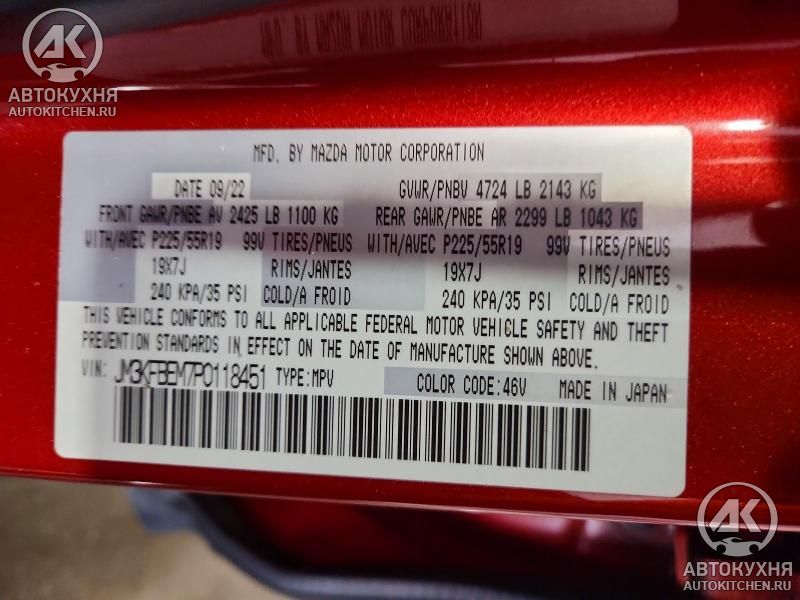 АК
АВТОКУХНЯ
AUTOKITCHEN.RU
MFD. BY MAZDA MOTOR CORPORATION
DATE 09/22 GVWR/PNBV 4724 LB 2143 KG
FRONT GAWR/PNBE AV 2425 LB 1100 KG REAR GAWR/PNBE AR 2299 LB 1043 KG
WITH/AVEC P225/55R19 99V TIRES/PNEUS WITH/AVEC P225/55R19 99V TIRES/PNEUS
19X7J RIMS/JANTES 19X7J RIMS/JANTES
240 KPA/35 PSI COLD/A FROID 240 KPA/35 PSI COLD/A FROID
THIS VEHICLE CONFORMS TO ALL APPLICABLE FEDERAL MOTOR VEHICLE SAFETY AND THEFT
PREVENTION STANDARDS IN EFFECT ON THE DATE OF MANUFACTURE SHOWN ABOVE.
VIN: JM3KFBEM7P0118451 TYPE:MPV COLOR CODE:46V MADE IN JAPAN
АК
АВТОКУХНЯ
AUTOKITCHEN.RU